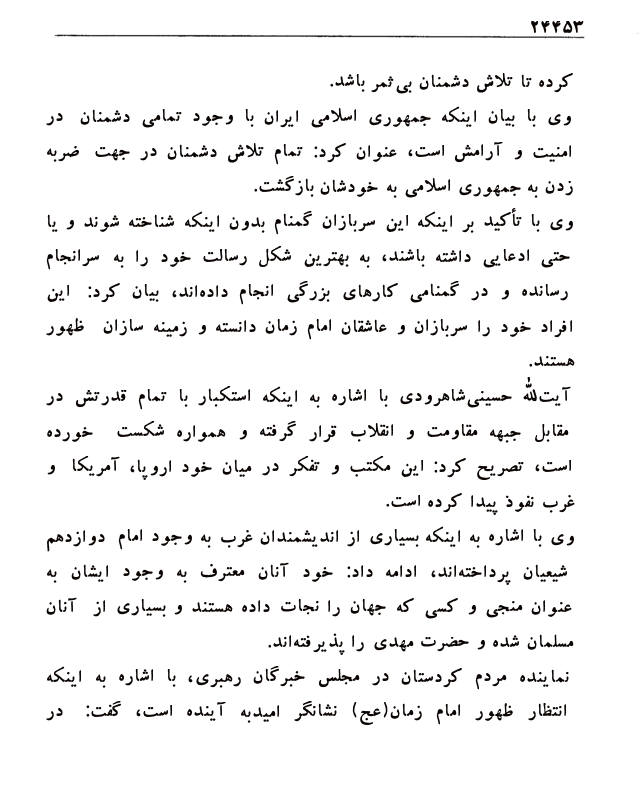 ۲۴۴۵۳
کرده تا تلاش دشمنان بی‌ثمر باشد.
وی با بیان اینکه جمهوری اسلامی ایران با وجود تمامی دشمنان در
امنیت و آرامش است، عنوان کرد: تمام تلاش دشمنان در جهت ضربه
زدن به جمهوری اسلامی به خودشان بازگشت.
وی با تأکید بر اینکه این سربازان گمنام بدون اینکه شناخته شوند و یا
حتی ادعایی داشته باشند، به بهترین شکل رسالت خود را به سرانجام
رسانده و در گمنامی کارهای بزرگی انجام داده‌اند، بیان کرد: این
افراد خود را سربازان و عاشقان امام زمان دانسته و زمینه سازان ظهور
هستند.
آیت‌الله حسینی‌شاهرودی با اشاره به اینکه استکبار با تمام قدرتش در
مقابل جبهه مقاومت و انقلاب قرار گرفته و همواره شکست خورده
است، تصریح کرد: این مکتب و تفکر در میان خود اروپا، آمریکا و
غرب نفوذ پیدا کرده است.
وی با اشاره به اینکه بسیاری از اندیشمندان غرب به وجود امام دوازدهم
شیعیان پرداخته‌اند، ادامه داد: خود آنان معترف به وجود ایشان به
عنوان منجی و کسی که جهان را نجات داده هستند و بسیاری از آنان
مسلمان شده و حضرت مهدی را پذیرفته‌اند.
نماینده مردم کردستان در مجلس خبرگان رهبری، با اشاره به اینکه
انتظار ظهور امام زمان(عج) نشانگر امیدبه آینده است، گفت: در